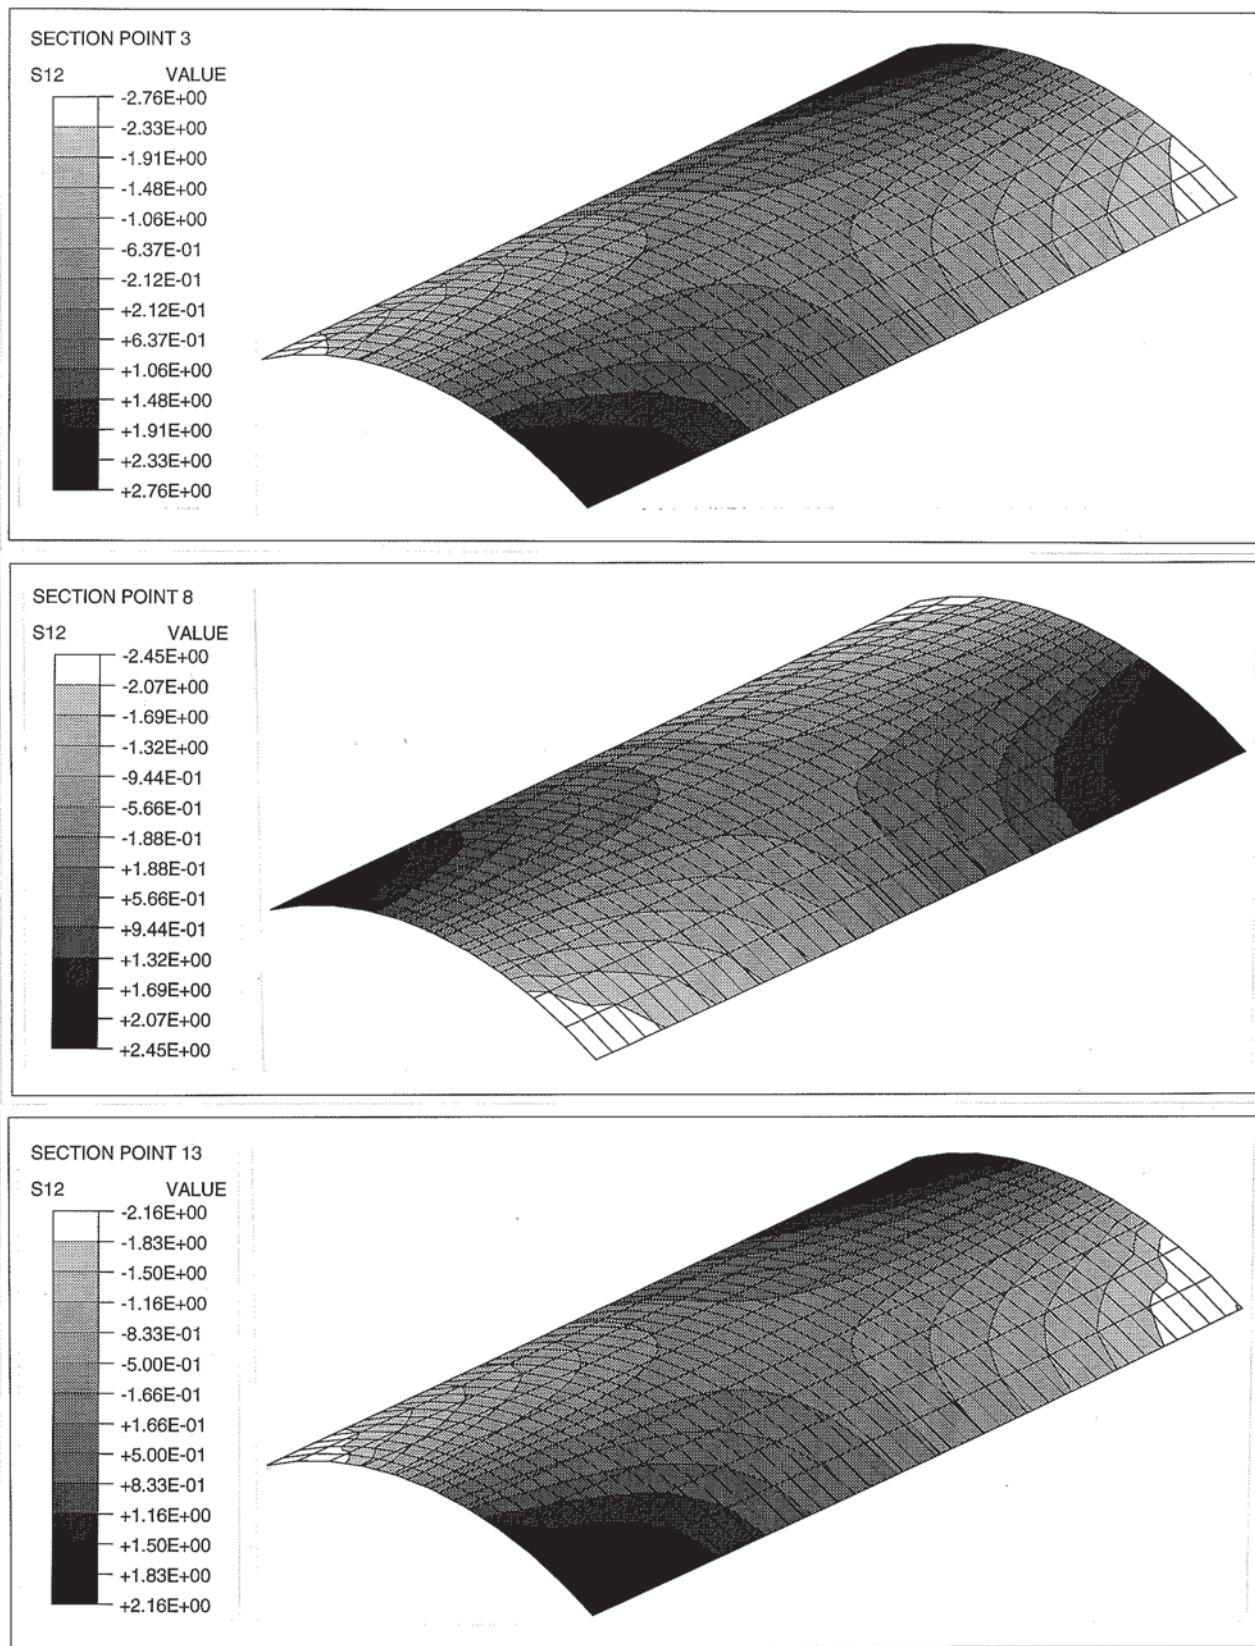 SECTION POINT 3
S12 VALUE
-2.76E+00
-2.33E+00
-1.91E+00
-1.48E+00
-1.06E+00
-6.37E-01
-2.12E-01
+2.12E-01
+6.37E-01
+1.06E+00
+1.48E+00
+1.91E+00
+2.33E+00
+2.76E+00
SECTION POINT 8
S12 VALUE
-2.45E+00
-2.07E+00
-1.69E+00
-1.32E+00
-9.44E-01
-5.66E-01
-1.88E-01
+1.88E-01
+5.66E-01
+9.44E-01
+1.32E+00
+1.69E+00
+2.07E+00
+2.45E+00
SECTION POINT 13
S12 VALUE
-2.16E+00
-1.83E+00
-1.50E+00
-1.16E+00
-8.33E-01
-5.00E-01
-1.66E-01
+1.66E-01
+5.00E-01
+8.33E-01
+1.16E+00
+1.50E+00
+1.83E+00
+2.16E+00